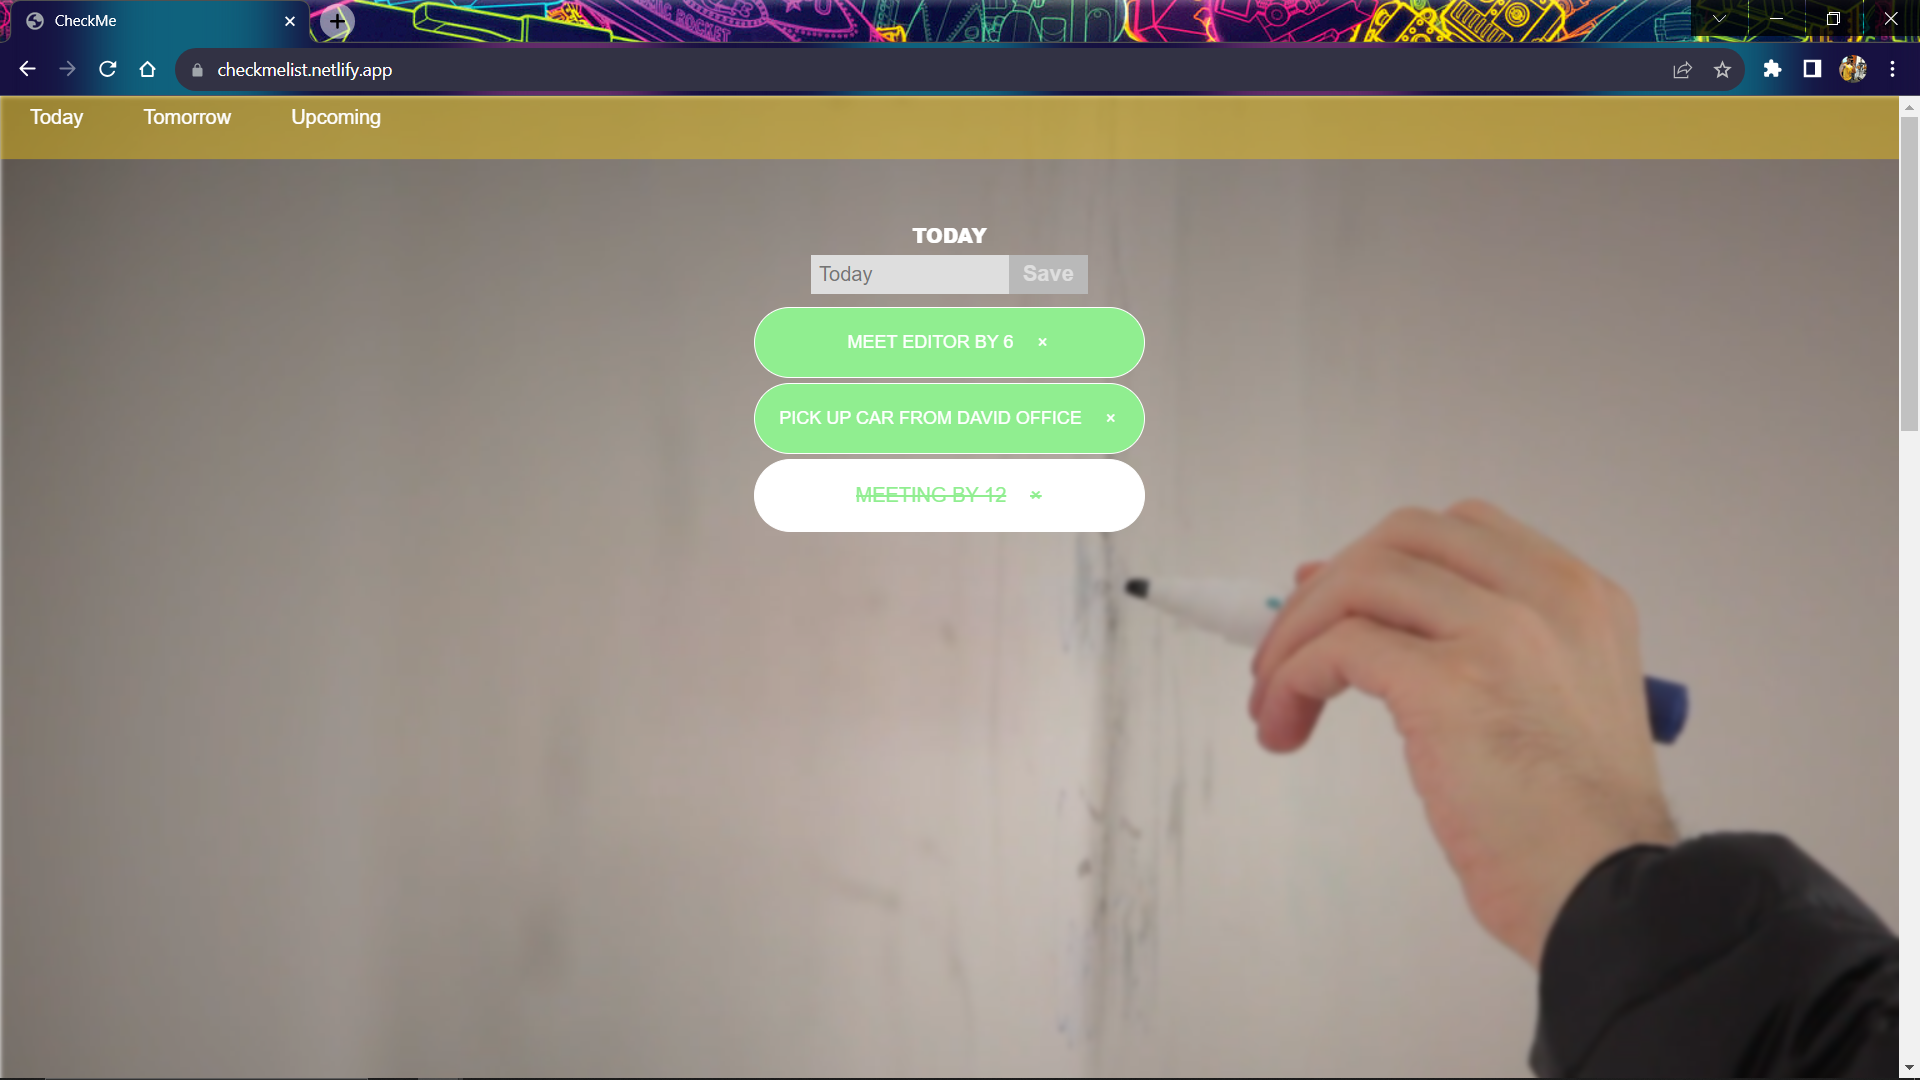 CheckMe
checkmelist.netlify.app
Today Tomorrow Upcoming
TODAY
Today Save
MEET EDITOR BY 6 ×
PICK UP CAR FROM DAVID OFFICE ×
MEETING BY 12 ×